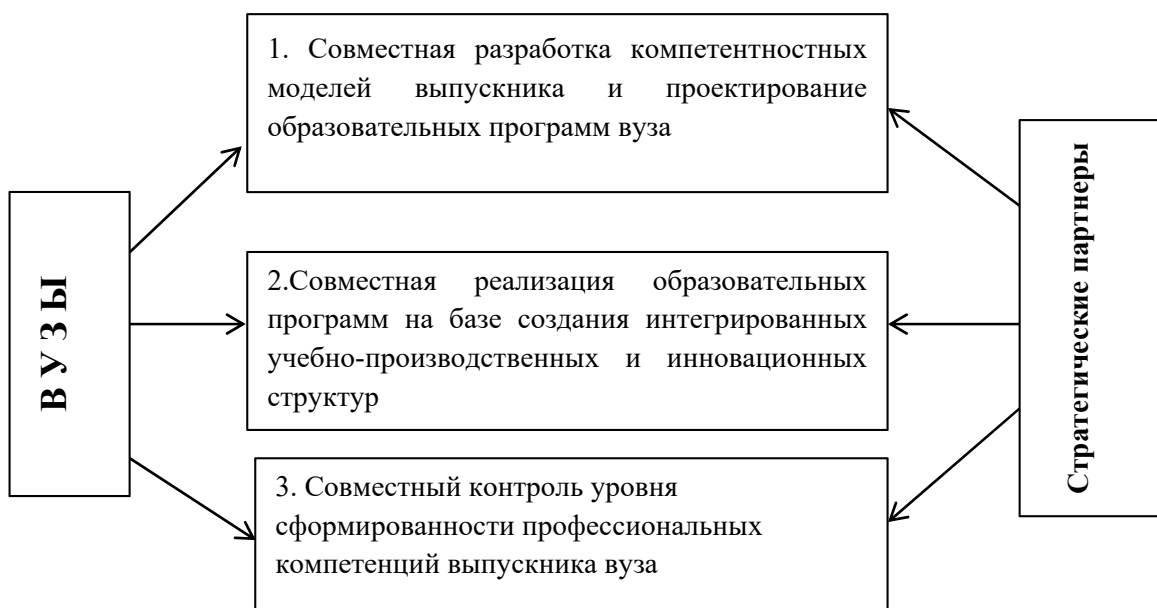 1. Совместная разработка компетентностных
моделей выпускника и проектирование
образовательных программ вуза
В У З Ы
2.Совместная реализация образовательных
программ на базе создания интегрированных
учебно-производственных и инновационных
структур
3. Совместный контроль уровня
сформированности профессиональных
компетенций выпускника вуза
Стратегические партнеры